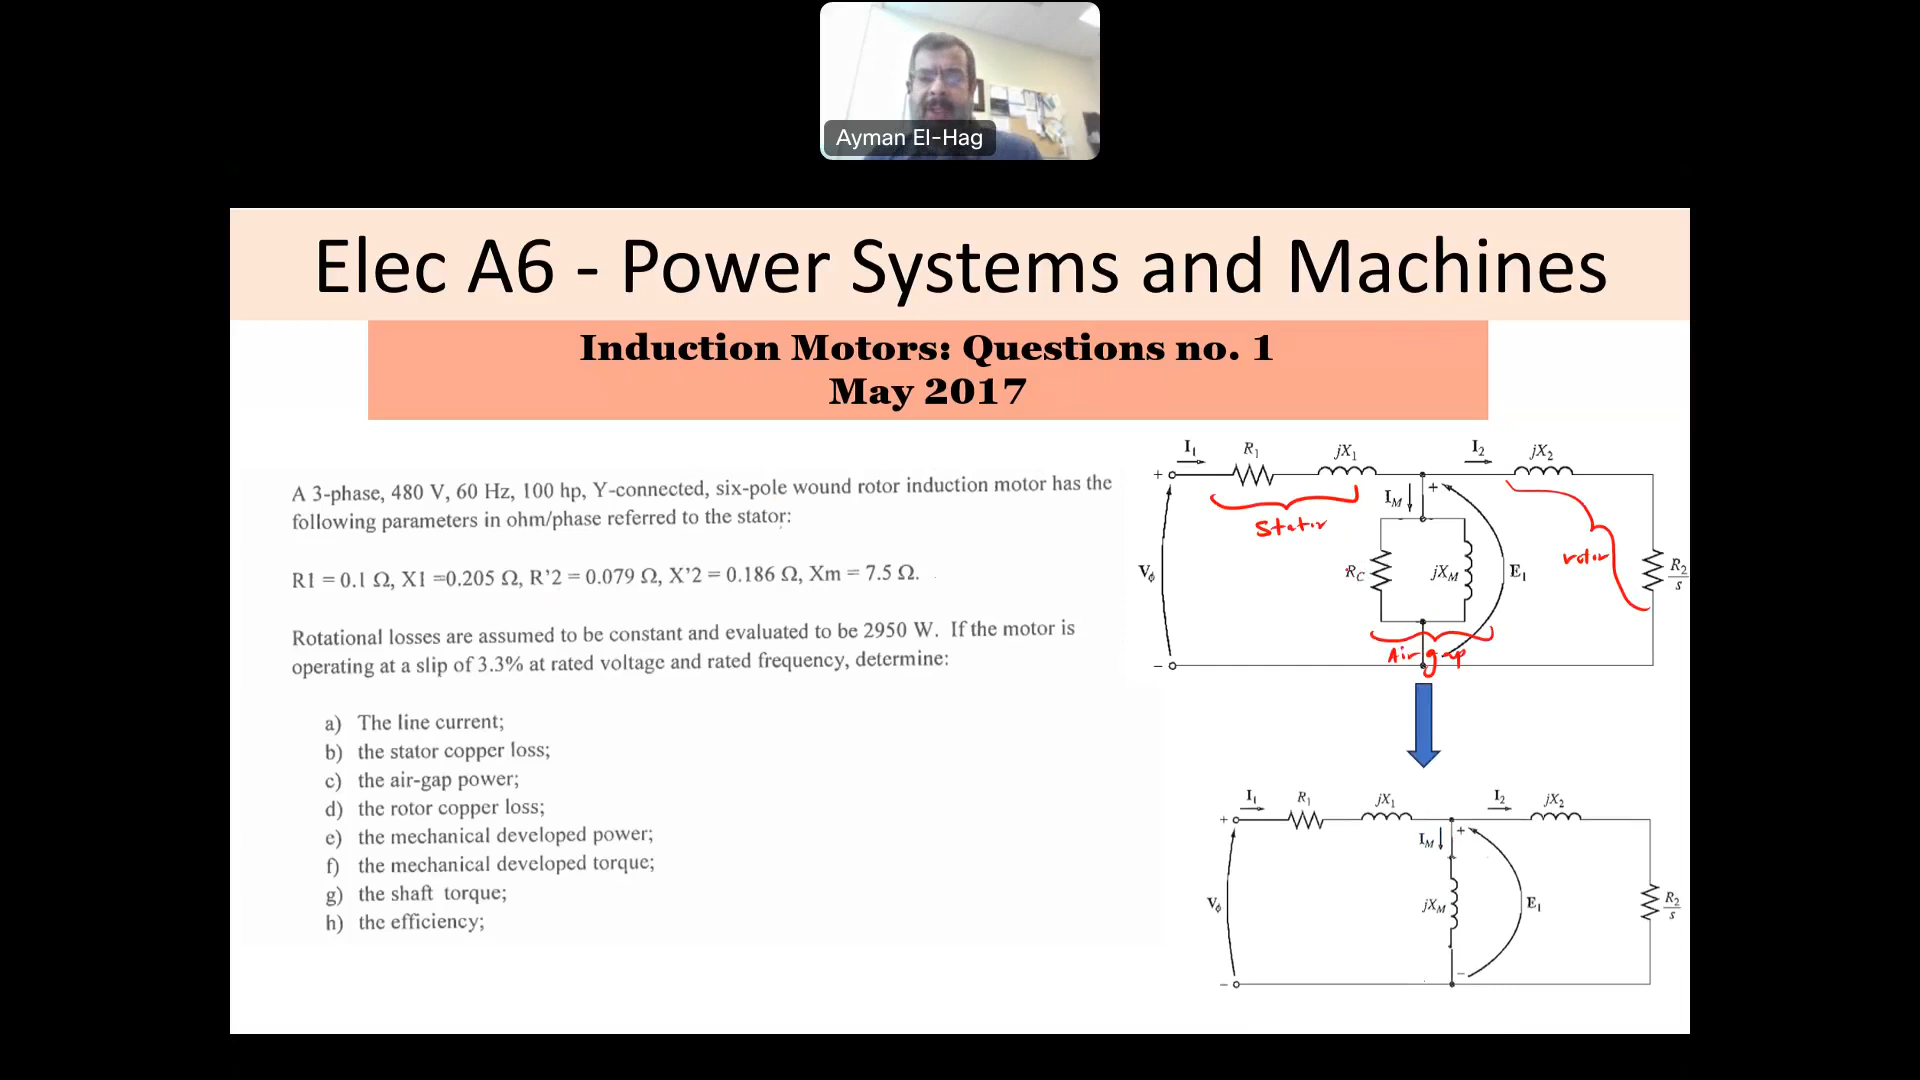 Ayman El-Hag
Elec A6 - Power Systems and Machines
Induction Motors: Questions no. 1
May 2017
A 3-phase, 480 V, 60 Hz, 100 hp, Y-connected, six-pole wound rotor induction motor has the
following parameters in ohm/phase referred to the stator:
R1 = 0.1 Ω, X1 =0.205 Ω, R'2 = 0.079 Ω, X'2 = 0.186 Ω, Xm = 7.5 Ω.
Rotational losses are assumed to be constant and evaluated to be 2950 W. If the motor is
operating at a slip of 3.3% at rated voltage and rated frequency, determine:
a) The line current;
b) the stator copper loss;
c) the air-gap power;
d) the rotor copper loss;
e) the mechanical developed power;
f) the mechanical developed torque;
g) the shaft torque;
h) the efficiency;
I1 R1 jX1 I2 jX2
+ IM +
Stator
rotor
Vφ RC jXM E1 R2/s
Air gap
−
I1 R1 jX1 I2 jX2
+ IM +
Vφ jXM E1 R2/s
− −